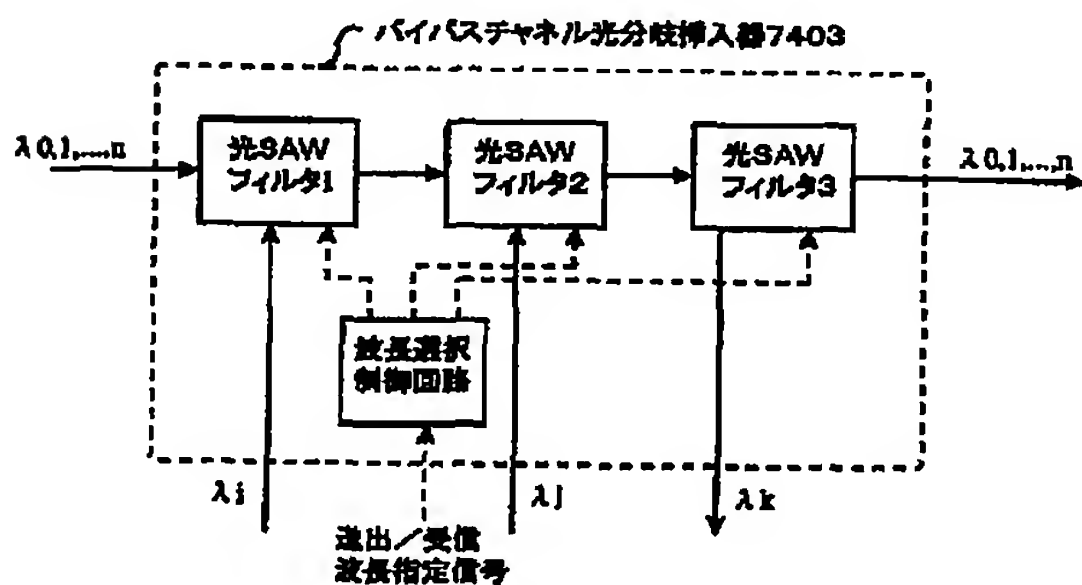 バイパスチャネル光分岐挿入器7403
λ0,1,...,n
光SAW
フィルタ1
光SAW
フィルタ2
光SAW
フィルタ3
λ0,1,...,n
波長選択
制御回路
λi
λj
λk
送出／受信
波長指定信号